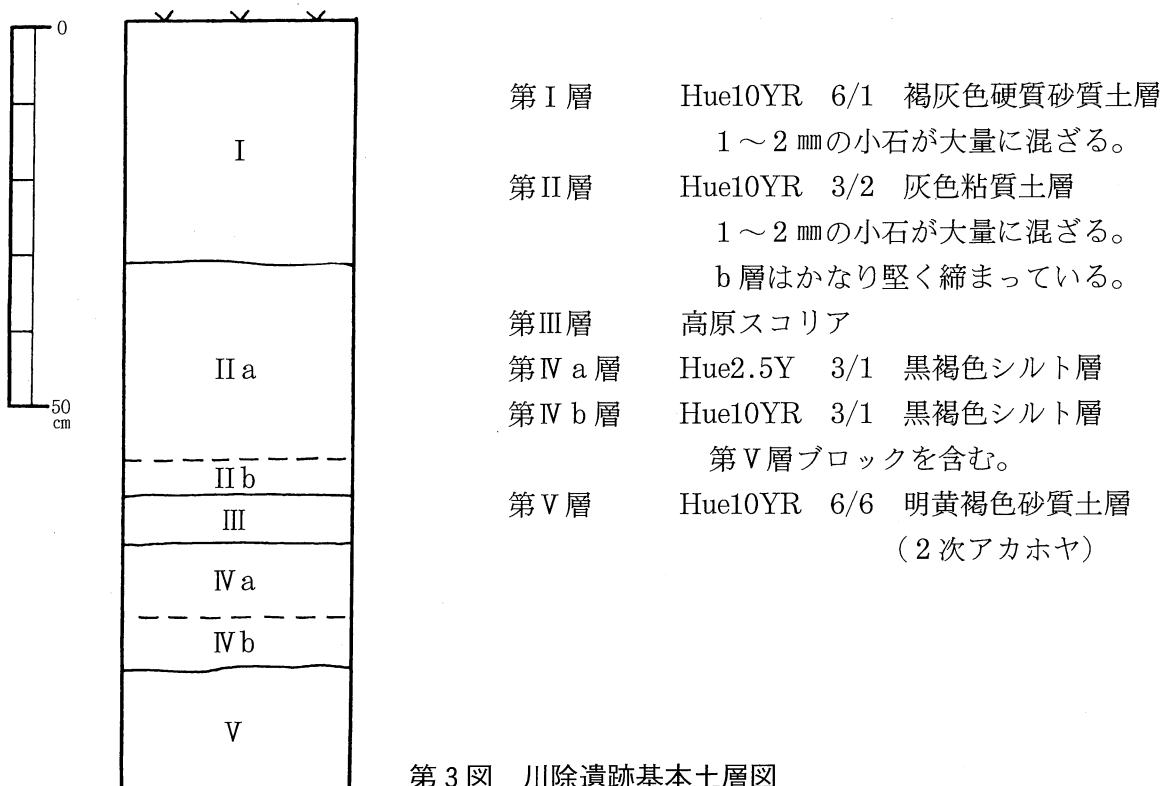 0
50
cm
I
IIa
IIb
III
IVa
IVb
V
第I層 Hue10YR 6/1 褐灰色硬質砂質土層
1～2㎜の小石が大量に混ざる。
第II層 Hue10YR 3/2 灰色粘質土層
1～2㎜の小石が大量に混ざる。
b層はかなり堅く締まっている。
第III層 高原スコリア
第Ⅳa層 Hue2.5Y 3/1 黒褐色シルト層
第Ⅳb層 Hue10YR 3/1 黒褐色シルト層
第Ⅴ層ブロックを含む。
第Ⅴ層 Hue10YR 6/6 明黄褐色砂質土層
（2次アカホヤ）
第3図 川除遺跡基本土層図